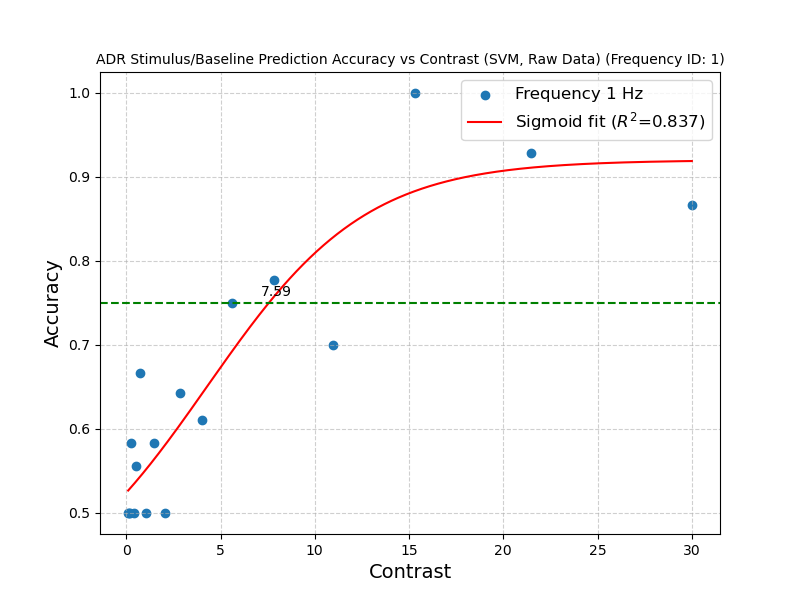 ADR Stimulus/Baseline Prediction Accuracy vs Contrast (SVM, Raw Data) (Frequency ID: 1)
Frequency 1 Hz
Sigmoid fit (R²=0.837)
1.0
0.9
0.8
0.7
0.6
0.5
Accuracy
7.59
0
5
10
15
20
25
30
Contrast